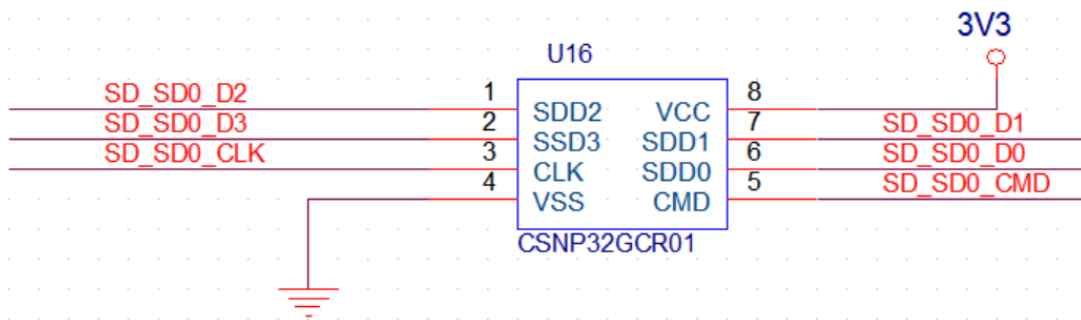 3V3
U16
SD_SD0_D2 1 SDD2 VCC 8
SD_SD0_D3 2 SSD3 SDD1 7 SD_SD0_D1
SD_SD0_CLK 3 CLK SDD0 6 SD_SD0_D0
4 VSS CMD 5 SD_SD0_CMD
CSNP32GCR01